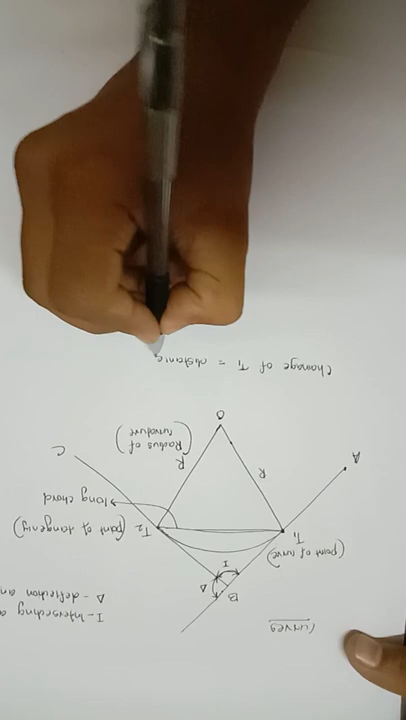 Curves
I - Intersecting a
Δ - deflection an
B
Δ
I
T1
(point of curve)
T2 (point of tangency)
long chord
A
C
R
R
(Radius of
curvature)
O
Chainage of T1 = distance